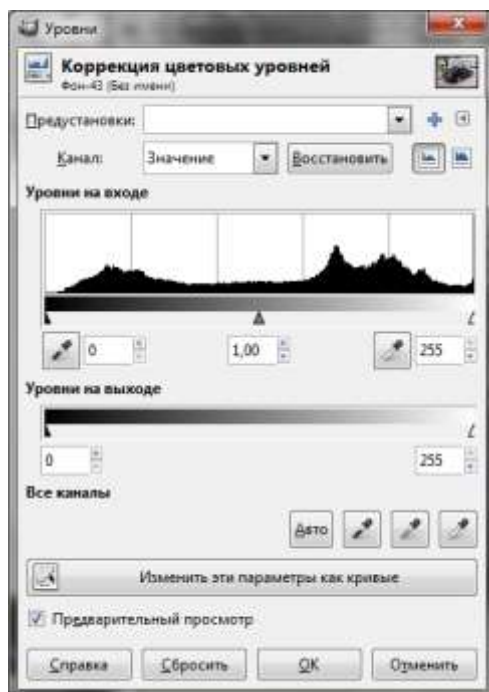 Уровни
Коррекция цветовых уровней
Фон-43 (Без имени)
Предустановки:
Канал: Значение Восстановить
Уровни на входе
0 1,00 255
Уровни на выходе
0 255
Все каналы
Авто
Изменить эти параметры как кривые
Предварительный просмотр
Справка Сбросить OK Отменить